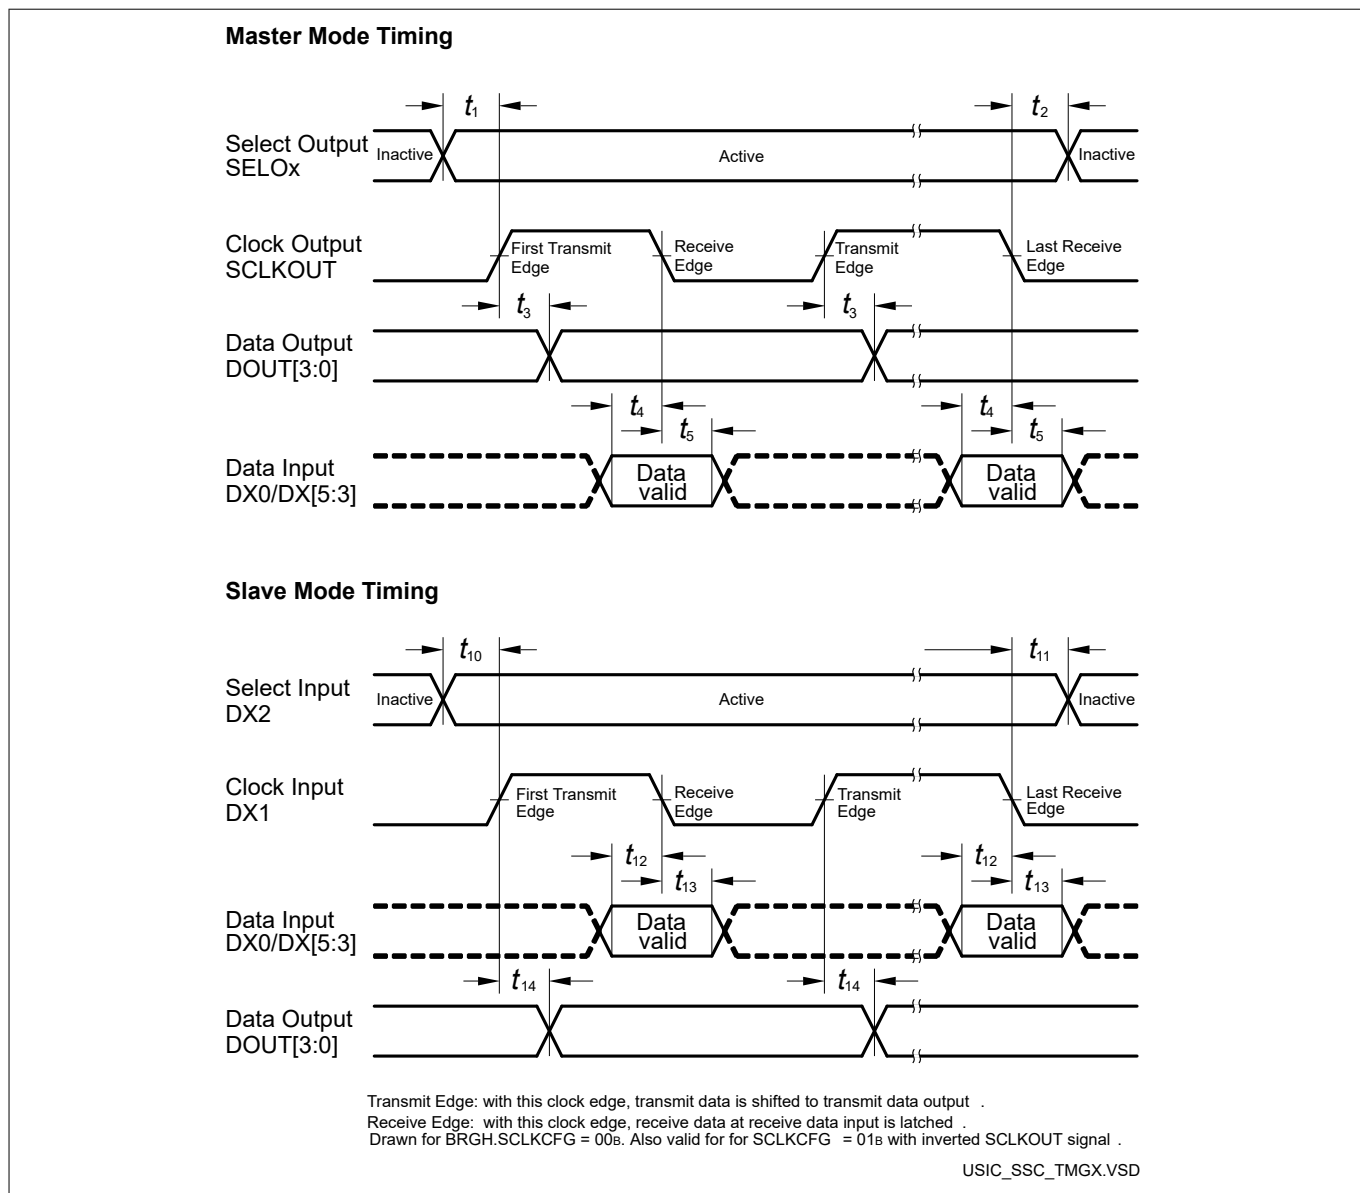 Master Mode Timing
t1
t2
Select Output
SELOx
Inactive
Active
Inactive
Clock Output
SCLKOUT
First Transmit
Edge
Receive
Edge
Transmit
Edge
Last Receive
Edge
t3
t3
Data Output
DOUT[3:0]
t4
t5
t4
t5
Data Input
DX0/DX[5:3]
Data
valid
Data
valid
Slave Mode Timing
t10
t11
Select Input
DX2
Inactive
Active
Inactive
Clock Input
DX1
First Transmit
Edge
Receive
Edge
Transmit
Edge
Last Receive
Edge
t12
t13
t12
t13
Data Input
DX0/DX[5:3]
Data
valid
Data
valid
t14
t14
Data Output
DOUT[3:0]
Transmit Edge: with this clock edge, transmit data is shifted to transmit data output .
Receive Edge: with this clock edge, receive data at receive data input is latched .
Drawn for BRGH.SCLKCFG = 00B. Also valid for for SCLKCFG = 01B with inverted SCLKOUT signal .
USIC_SSC_TMGX.VSD